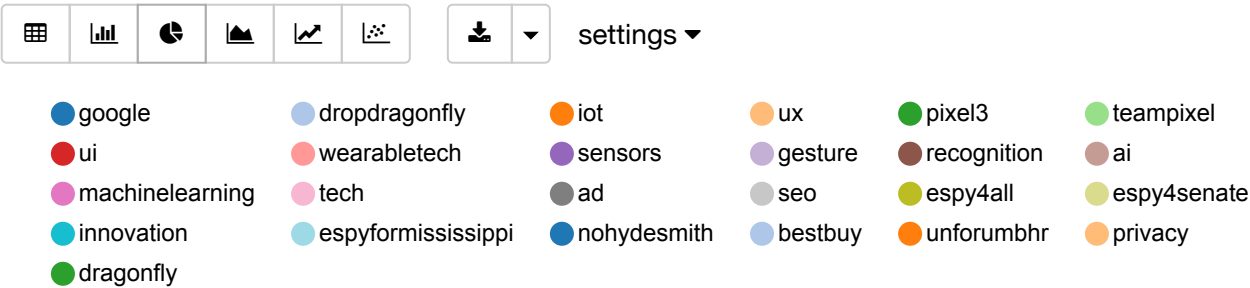 settings
google dropdragonfly iot ux pixel3 teampixel
ui wearabletech sensors gesture recognition ai
machinelearning tech ad seo espy4all espy4senate
innovation espyformississippi nohydesmith bestbuy unforumbhr privacy
dragonfly